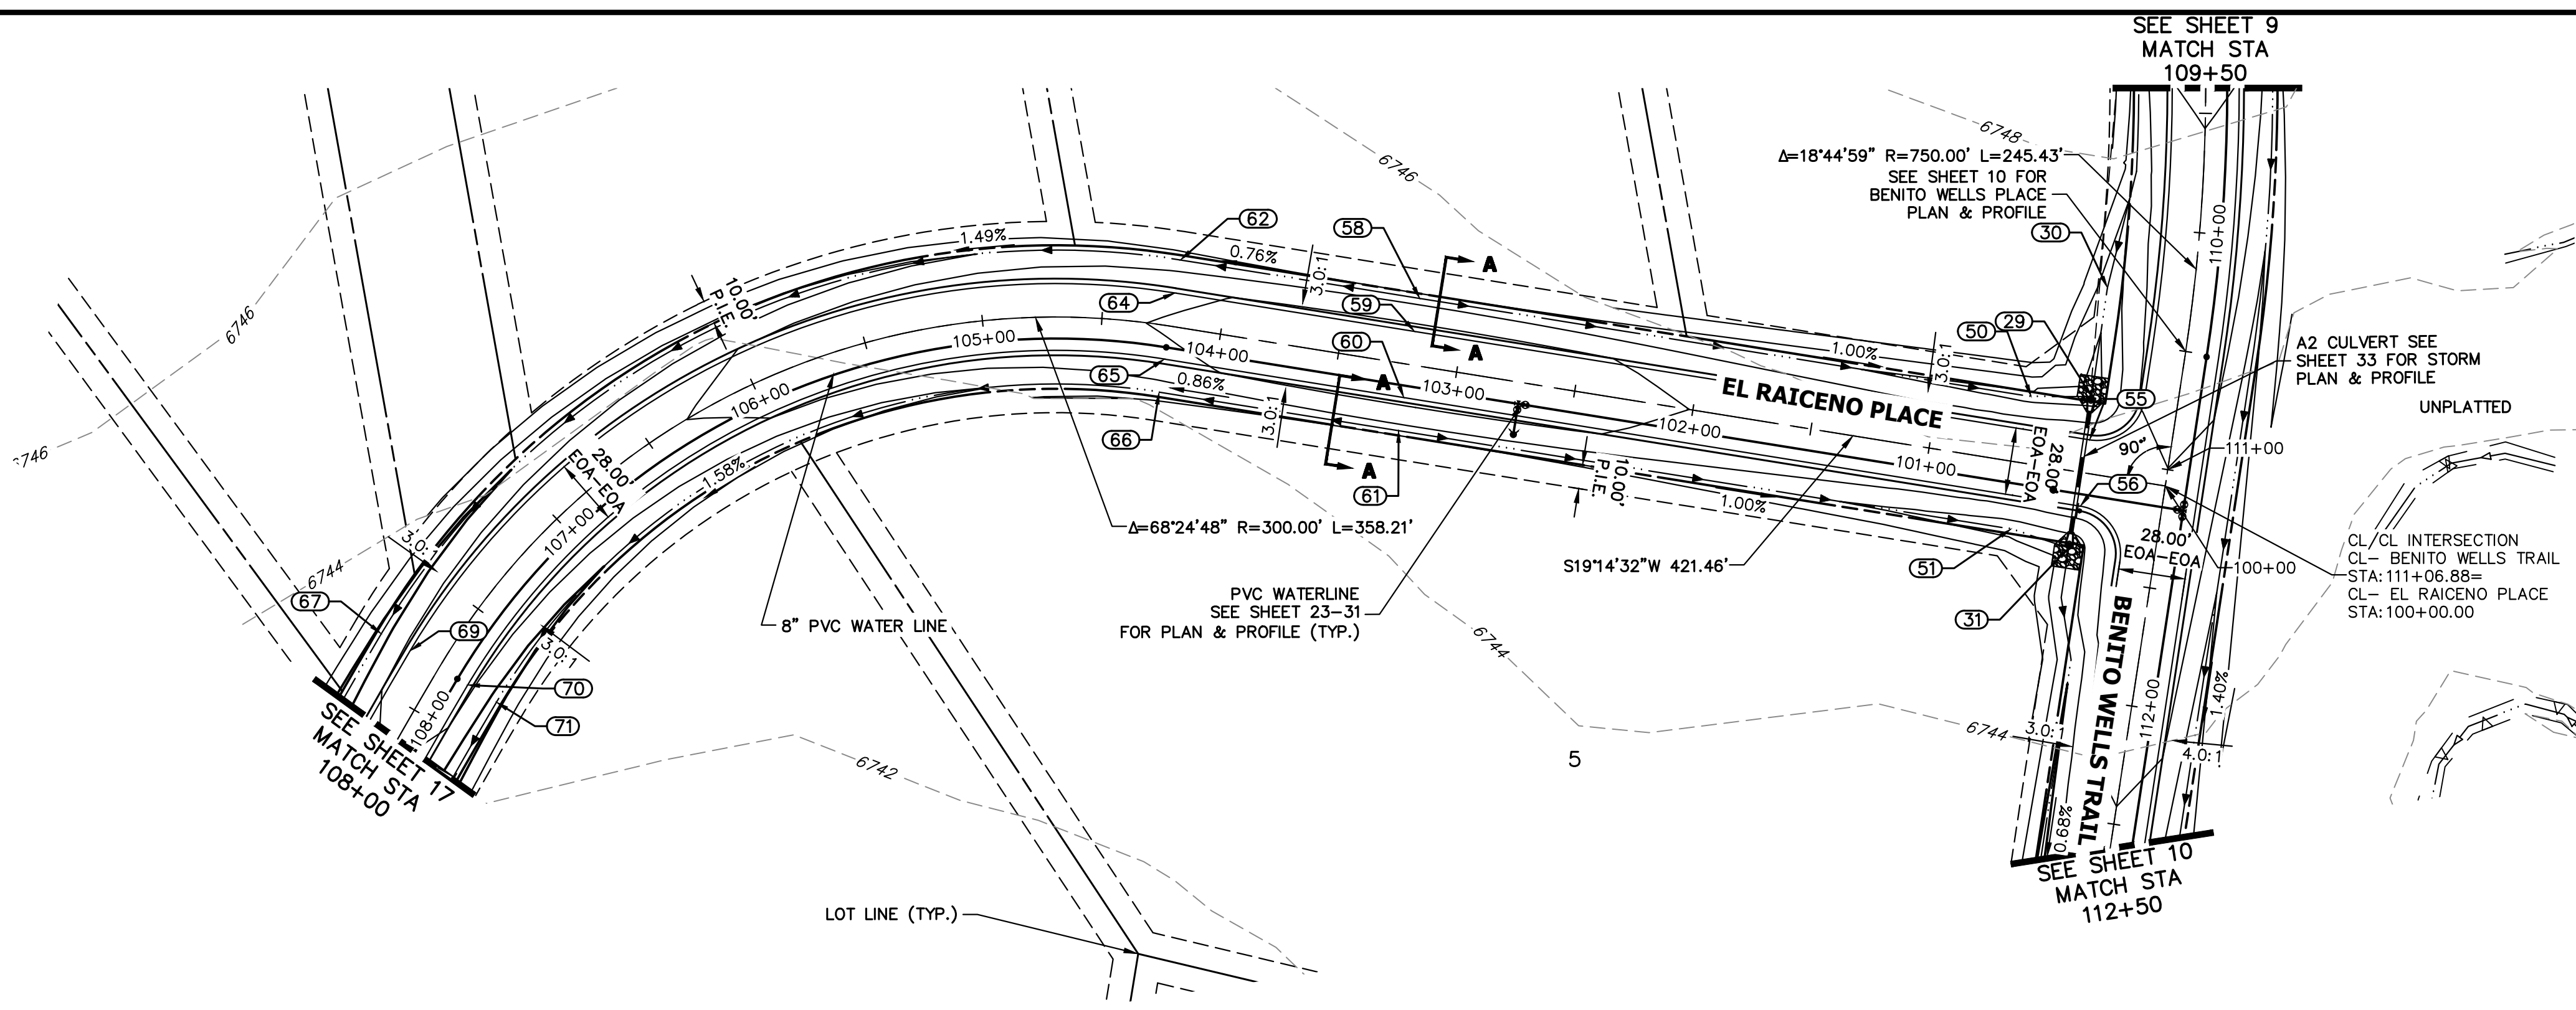 SEE SHEET 9
MATCH STA
109+50
6748
Δ=18°44'59" R=750.00' L=245.43'
SEE SHEET 10 FOR
BENITO WELLS PLACE
PLAN & PROFILE
30
110+00
6746
62
58
1.49%
0.76%
3.0:1
A
A
10.00'
P.I.E.
64
59
60
105+00
104+00
65
0.86%
A
103+00
3.0:1
66
A
61
6746
6746
106+00
EL RAICENO PLACE
1.00%
3.0:1
50
29
55
A2 CULVERT SEE
SHEET 33 FOR STORM
PLAN & PROFILE
UNPLATTED
102+00
101+00
28.00'
EOA-EOA
90°
111+00
56
10.00'
P.I.E.
1.00%
28.00'
EOA-EOA
1.58%
107+00
3.0:1
6744
67
69
3.0:1
70
71
108+00
SEE SHEET 17
MATCH STA
108+00
8" PVC WATER LINE
Δ=68°24'48" R=300.00' L=358.21'
S19°14'32"W 421.46'
PVC WATERLINE
SEE SHEET 23-31
FOR PLAN & PROFILE (TYP.)
51
31
28.00'
EOA-EOA
100+00
CL/CL INTERSECTION
CL- BENITO WELLS TRAIL
STA:111+06.88=
CL- EL RAICENO PLACE
STA:100+00.00
6744
6744
5
6742
BENITO WELLS TRAIL
112+00
1.40%
3.0:1
4.0:1
0.68%
SEE SHEET 10
MATCH STA
112+50
LOT LINE (TYP.)